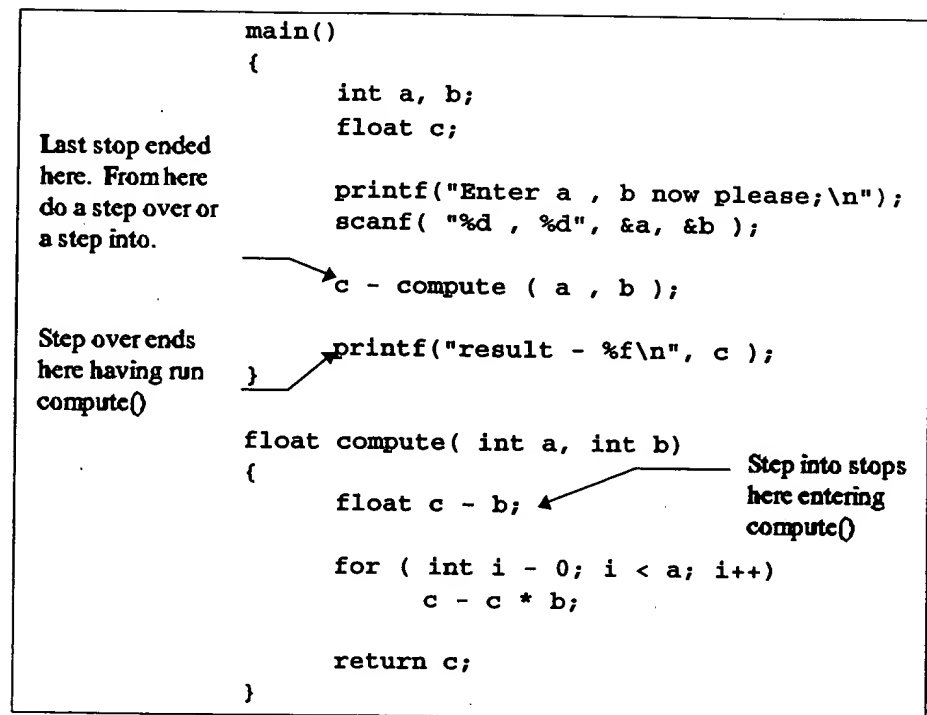 main()
{
int a, b;
float c;
Last stop ended
here. From here
do a step over or
a step into.
printf("Enter a , b now please;\n");
scanf( "%d , %d", &a, &b );
c - compute ( a , b );
Step over ends
here having run
compute()
printf("result - %f\n", c );
}
float compute( int a, int b)
{
float c - b;
Step into stops
here entering
compute()
for ( int i - 0; i < a; i++)
c - c * b;
return c;
}